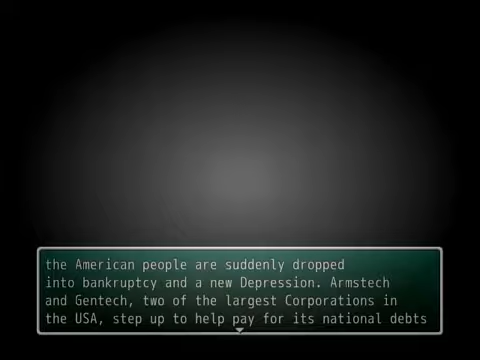 the American people are suddenly dropped
into bankruptcy and a new Depression. Armstech
and Gentech, two of the largest Corporations in
the USA, step up to help pay for its national debts